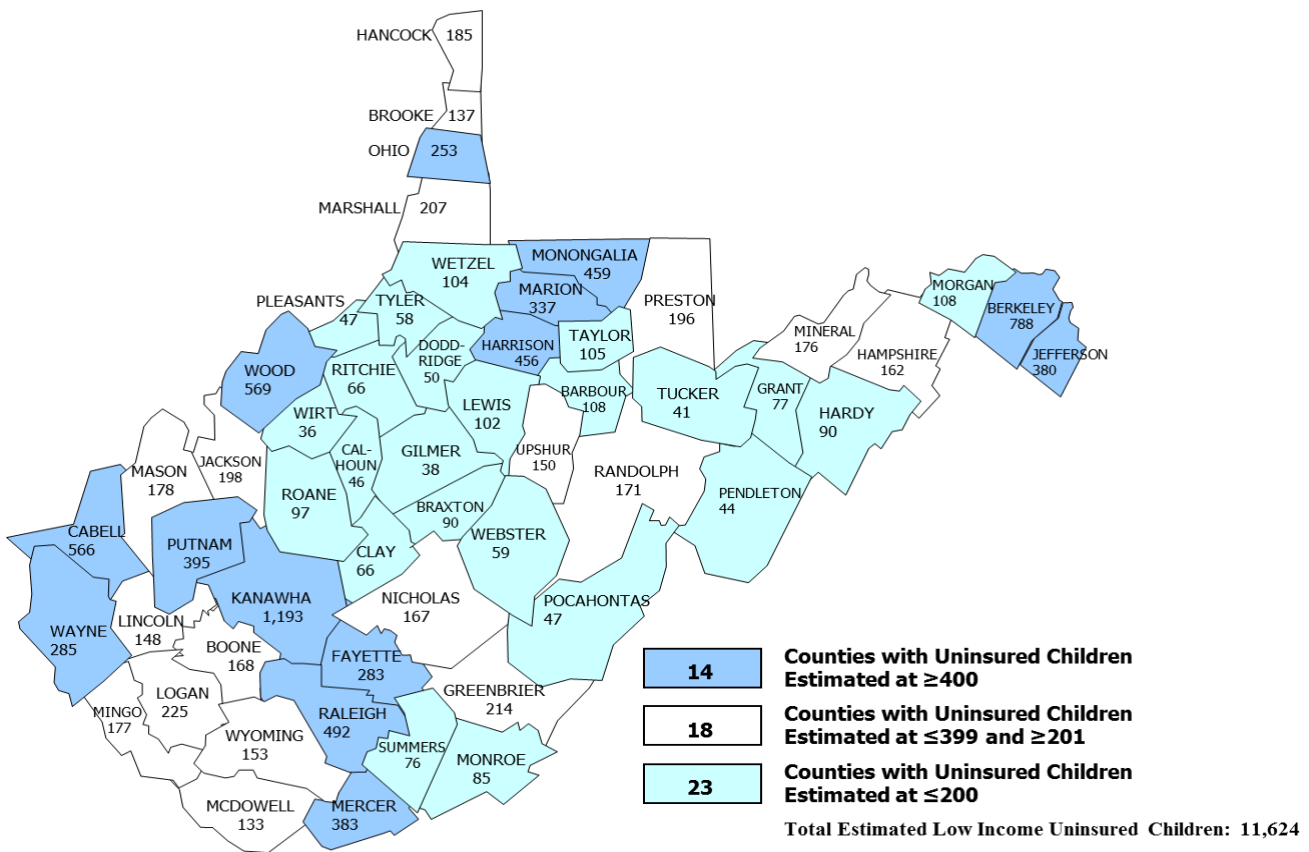 HANCOCK
185
BROOKE
137
OHIO
253
MARSHALL
207
WETZEL
104
MONONGALIA
459
MARION
337
PRESTON
196
MORGAN
108
BERKELEY
788
JEFFERSON
380
MINERAL
176
HAMPSHIRE
162
PLEASANTS
47
TYLER
58
DODD-
RIDGE
50
HARRISON
456
TAYLOR
105
WOOD
569
RITCHIE
66
WIRT
36
LEWIS
102
BARBOUR
108
TUCKER
41
GRANT
77
HARDY
90
MASON
178
JACKSON
198
CAL-
HOUN
46
GILMER
38
UPSHUR
150
RANDOLPH
171
PENDLETON
44
ROANE
97
BRAXTON
90
WEBSTER
59
CABELL
566
PUTNAM
395
CLAY
66
KANAWHA
1,193
NICHOLAS
167
POCAHONTAS
47
WAYNE
285
LINCOLN
148
BOONE
168
FAYETTE
283
GREENBRIER
214
LOGAN
225
MINGO
177
RALEIGH
492
WYOMING
153
SUMMERS
76
MONROE
85
MCDOWELL
133
MERCER
383
14
Counties with Uninsured Children
Estimated at ≥400
18
Counties with Uninsured Children
Estimated at ≤399 and ≥201
23
Counties with Uninsured Children
Estimated at ≤200
Total Estimated Low Income Uninsured Children: 11,624